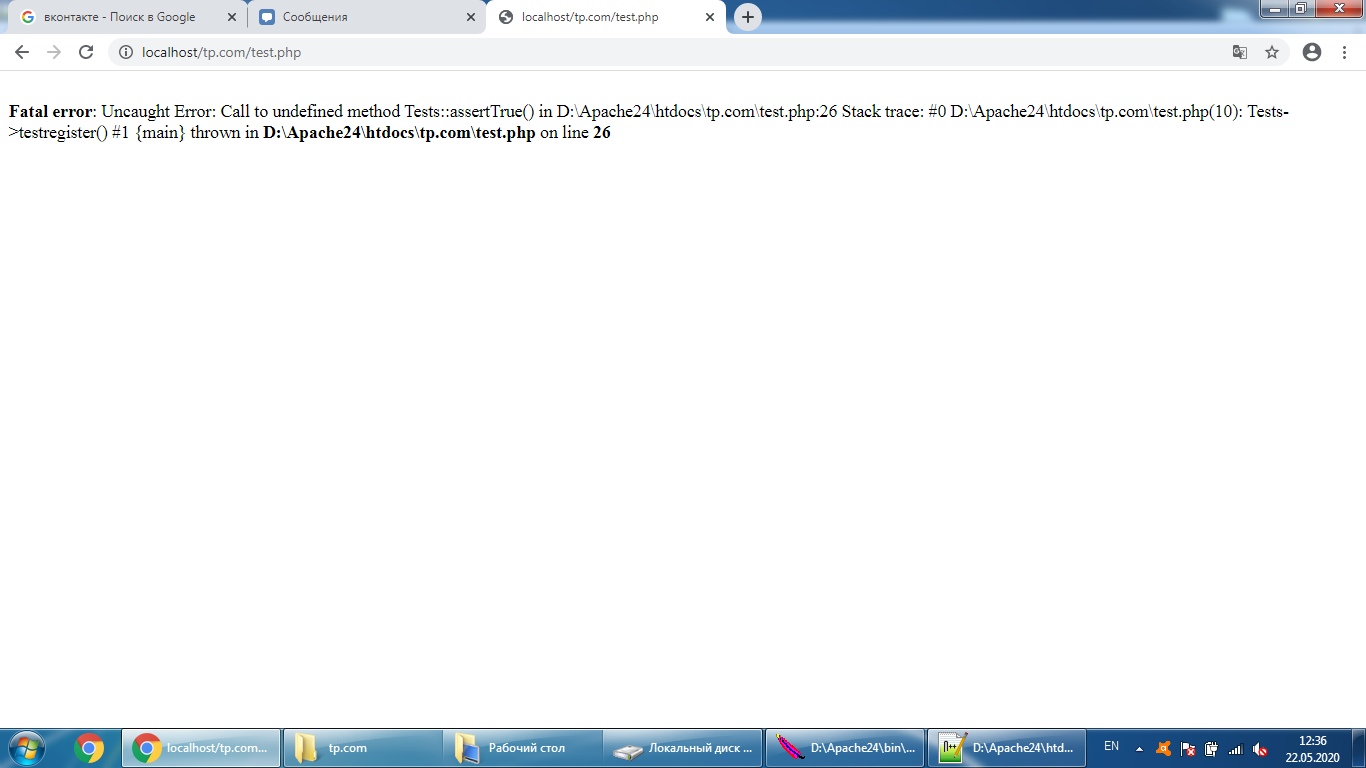 вконтакте - Поиск в Google
Сообщения
localhost/tp.com/test.php
localhost/tp.com/test.php
Fatal error: Uncaught Error: Call to undefined method Tests::assertTrue() in D:\Apache24\htdocs\tp.com\test.php:26 Stack trace: #0 D:\Apache24\htdocs\tp.com\test.php(10): Tests-
>testregister() #1 {main} thrown in D:\Apache24\htdocs\tp.com\test.php on line 26
localhost/tp.com...
tp.com
Рабочий стол
Локальный диск ...
D:\Apache24\bin\...
D:\Apache24\htd...
EN
12:36
22.05.2020